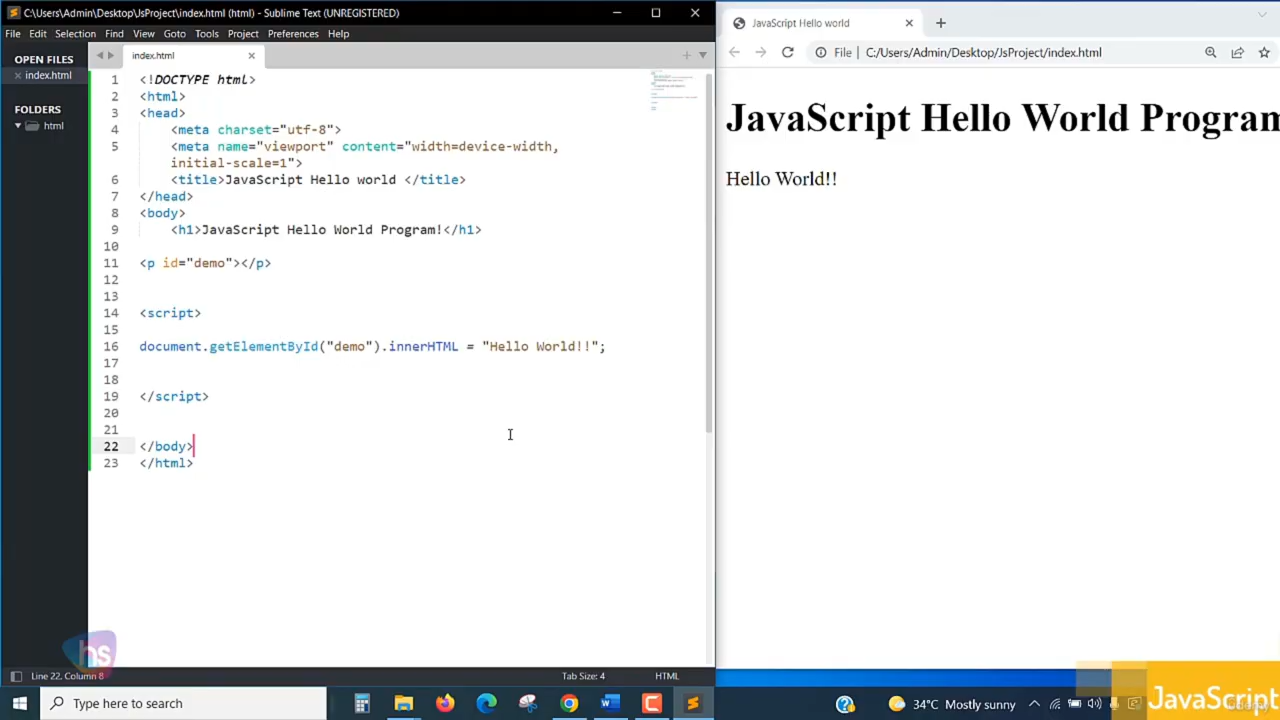 C:\Users\Admin\Desktop\JsProject\index.html (html) - Sublime Text (UNREGISTERED)
File Edit Selection Find View Goto Tools Project Preferences Help
OPEN FILES
index.html
FOLDERS
html
index.html
1 <!DOCTYPE html>
2 <html>
3 <head>
4 <meta charset="utf-8">
5 <meta name="viewport" content="width=device-width,
initial-scale=1">
6 <title>JavaScript Hello world </title>
7 </head>
8 <body>
9 <h1>JavaScript Hello World Program!</h1>
10
11 <p id="demo"></p>
12
13
14 <script>
15
16 document.getElementById("demo").innerHTML = "Hello World!!";
17
18
19 </script>
20
21
22 </body>
23 </html>
Line 22, Column 8
Tab Size: 4
HTML
JavaScript Hello world
File C:/Users/Admin/Desktop/JsProject/index.html
JavaScript Hello World Program
Hello World!!
hs
Type here to search
34°C Mostly sunny
JavaScript